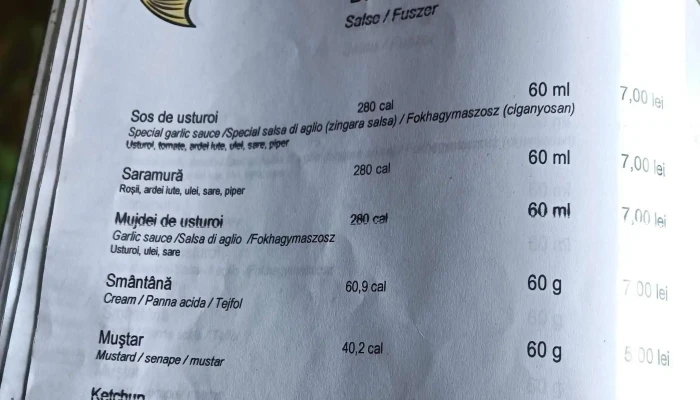 Salse / Fuszer
Sos de usturoi 280 cal 60 ml 7,00 lei
Special garlic sauce /Special salsa di aglio (zingara salsa) / Fokhagymaszosz (ciganyosan)
Usturoi, tomate, ardei iute, ulei, sare, piper
Saramură 280 cal 60 ml 7,00 lei
Roșii, ardei iute, ulei, sare, piper
Mujdei de usturoi 280 cal 60 ml 7,00 lei
Garlic sauce /Salsa di aglio /Fokhagymaszosz
Usturoi, ulei, sare
Smântână 60,9 cal 60 g 7 00 lei
Cream / Panna acida / Tejfol
Muştar 40,2 cal 60 g 5 00 lei
Mustard / senape / mustar
Ketchup